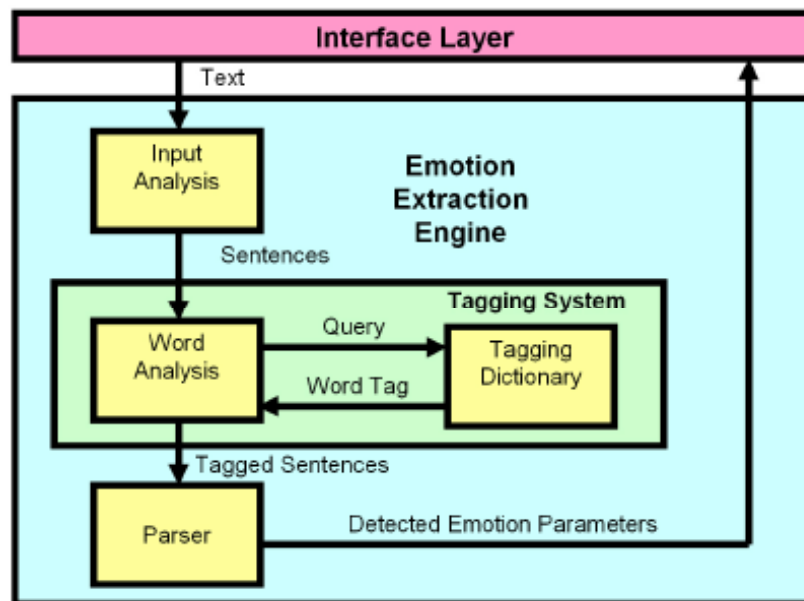 Interface Layer
Text
Input
Analysis
Emotion
Extraction
Engine
Sentences
Tagging System
Word
Analysis
Query
Tagging
Dictionary
Word Tag
Tagged Sentences
Parser
Detected Emotion Parameters